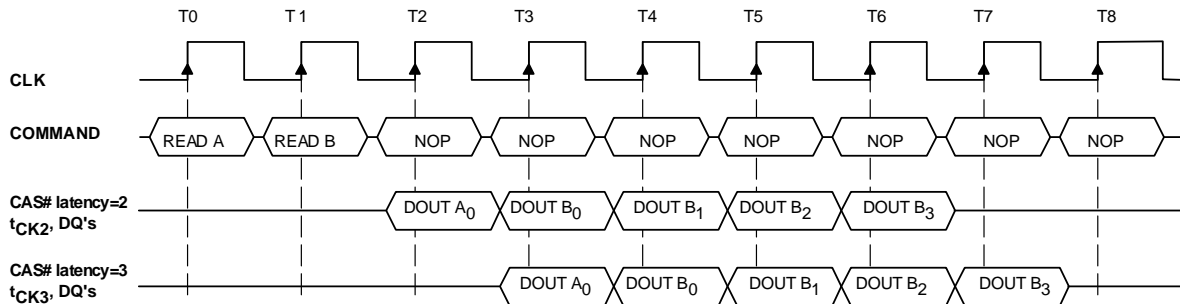 T0 T1 T2 T3 T4 T5 T6 T7 T8
CLK
COMMAND READ A READ B NOP NOP NOP NOP NOP NOP NOP
CAS# latency=2
tCK2, DQ's DOUT A0 DOUT B0 DOUT B1 DOUT B2 DOUT B3
CAS# latency=3
tCK3, DQ's DOUT A0 DOUT B0 DOUT B1 DOUT B2 DOUT B3